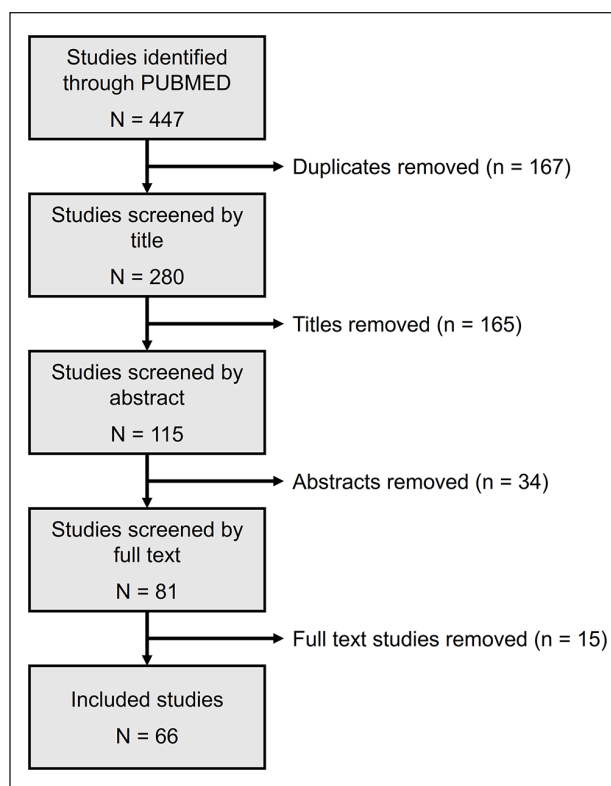 Studies identified
through PUBMED
N = 447
Duplicates removed (n = 167)
Studies screened by
title
N = 280
Titles removed (n = 165)
Studies screened by
abstract
N = 115
Abstracts removed (n = 34)
Studies screened by
full text
N = 81
Full text studies removed (n = 15)
Included studies
N = 66